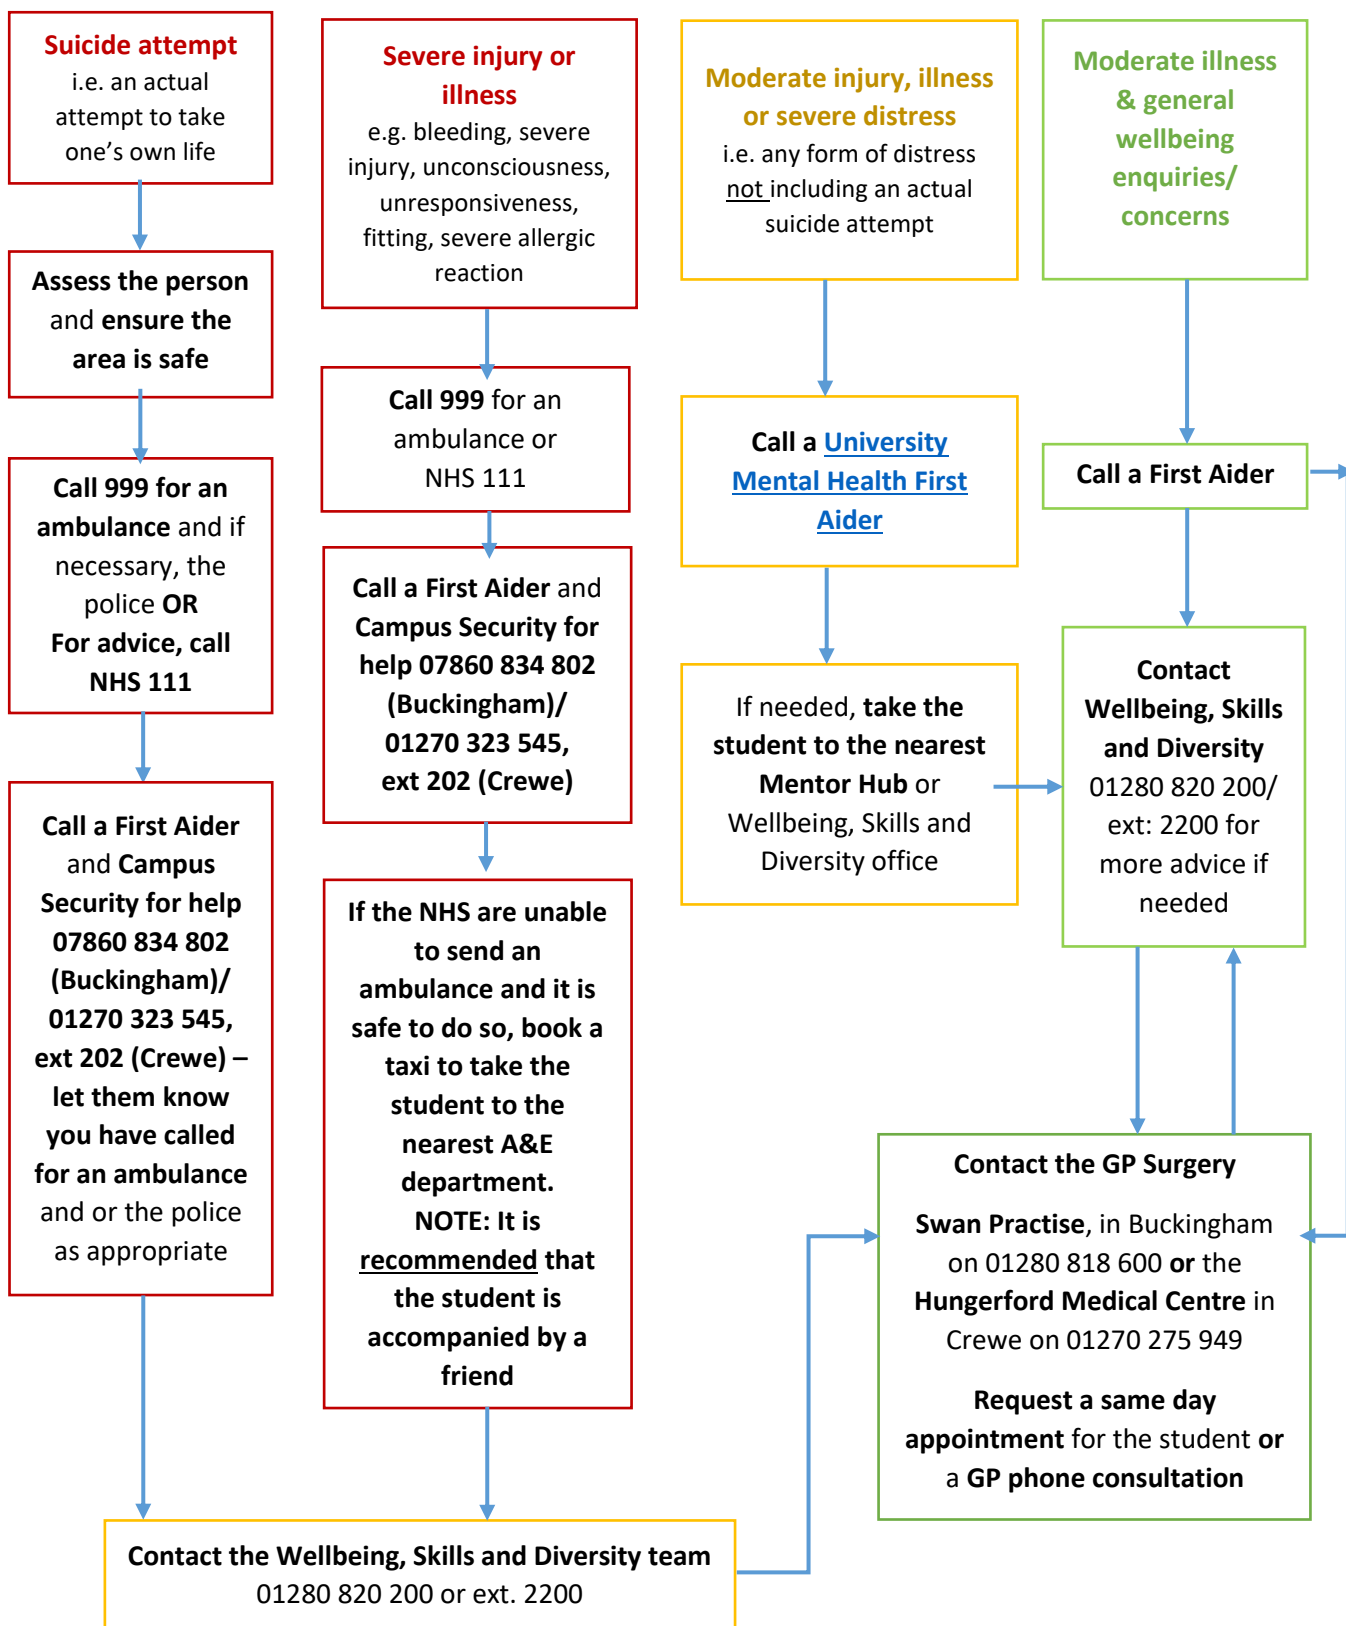 Suicide attempt
i.e. an actual
attempt to take
one’s own life
Assess the person
and ensure the
area is safe
Call 999 for an
ambulance and if
necessary, the
police OR
For advice, call
NHS 111
Call a First Aider
and Campus
Security for help
07860 834 802
(Buckingham)/
01270 323 545,
ext 202 (Crewe) –
let them know
you have called
for an ambulance
and or the police
as appropriate
Severe injury or
illness
e.g. bleeding, severe
injury, unconsciousness,
unresponsiveness,
fitting, severe allergic
reaction
Call 999 for an
ambulance or
NHS 111
Call a First Aider and
Campus Security for
help 07860 834 802
(Buckingham)/
01270 323 545,
ext 202 (Crewe)
If the NHS are unable
to send an
ambulance and it is
safe to do so, book a
taxi to take the
student to the
nearest A&E
department.
NOTE: It is
recommended that
the student is
accompanied by a
friend
Moderate injury, illness
or severe distress
i.e. any form of distress
not including an actual
suicide attempt
Call a University
Mental Health First
Aider
If needed, take the
student to the nearest
Mentor Hub or
Wellbeing, Skills and
Diversity office
Moderate illness
& general
wellbeing
enquiries/
concerns
Call a First Aider
Contact
Wellbeing, Skills
and Diversity
01280 820 200/
ext: 2200 for
more advice if
needed
Contact the GP Surgery
Swan Practise, in Buckingham
on 01280 818 600 or the
Hungerford Medical Centre in
Crewe on 01270 275 949
Request a same day
appointment for the student or
a GP phone consultation
Contact the Wellbeing, Skills and Diversity team
01280 820 200 or ext. 2200